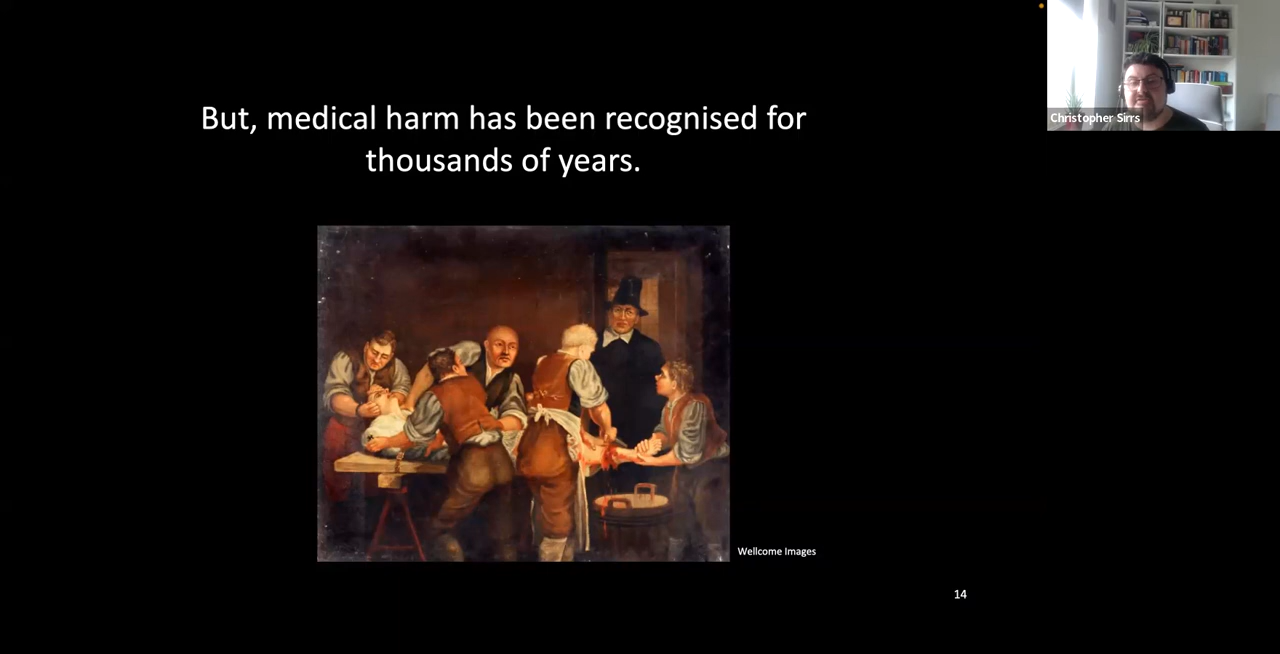 But, medical harm has been recognised for
thousands of years.
Christopher Sirrs
Wellcome Images
14